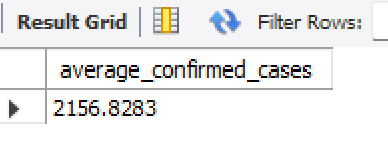 Result Grid Filter Rows:
average_confirmed_cases
2156.8283